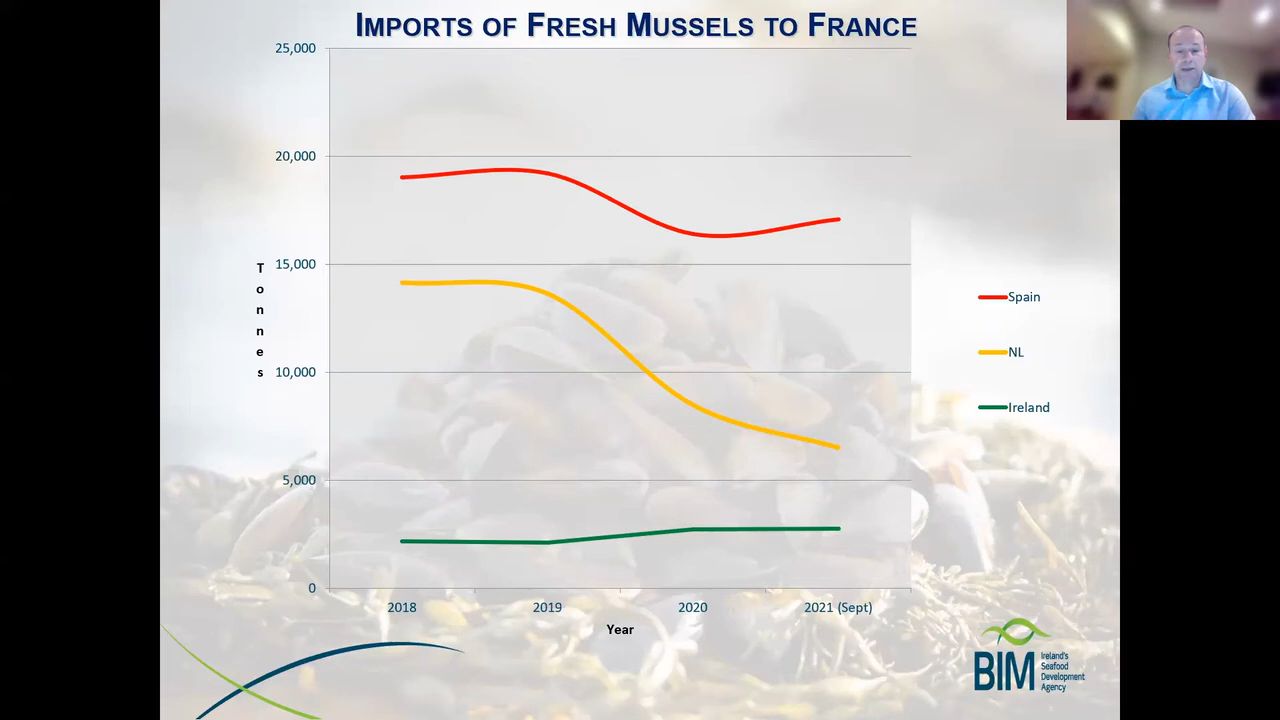 IMPORTS OF FRESH MUSSELS TO FRANCE
25,000
20,000
15,000
10,000
5,000
0
Tonnes
2018 2019 2020 2021 (Sept)
Year
Spain
NL
Ireland
BIM
Ireland's
Seafood
Development
Agency